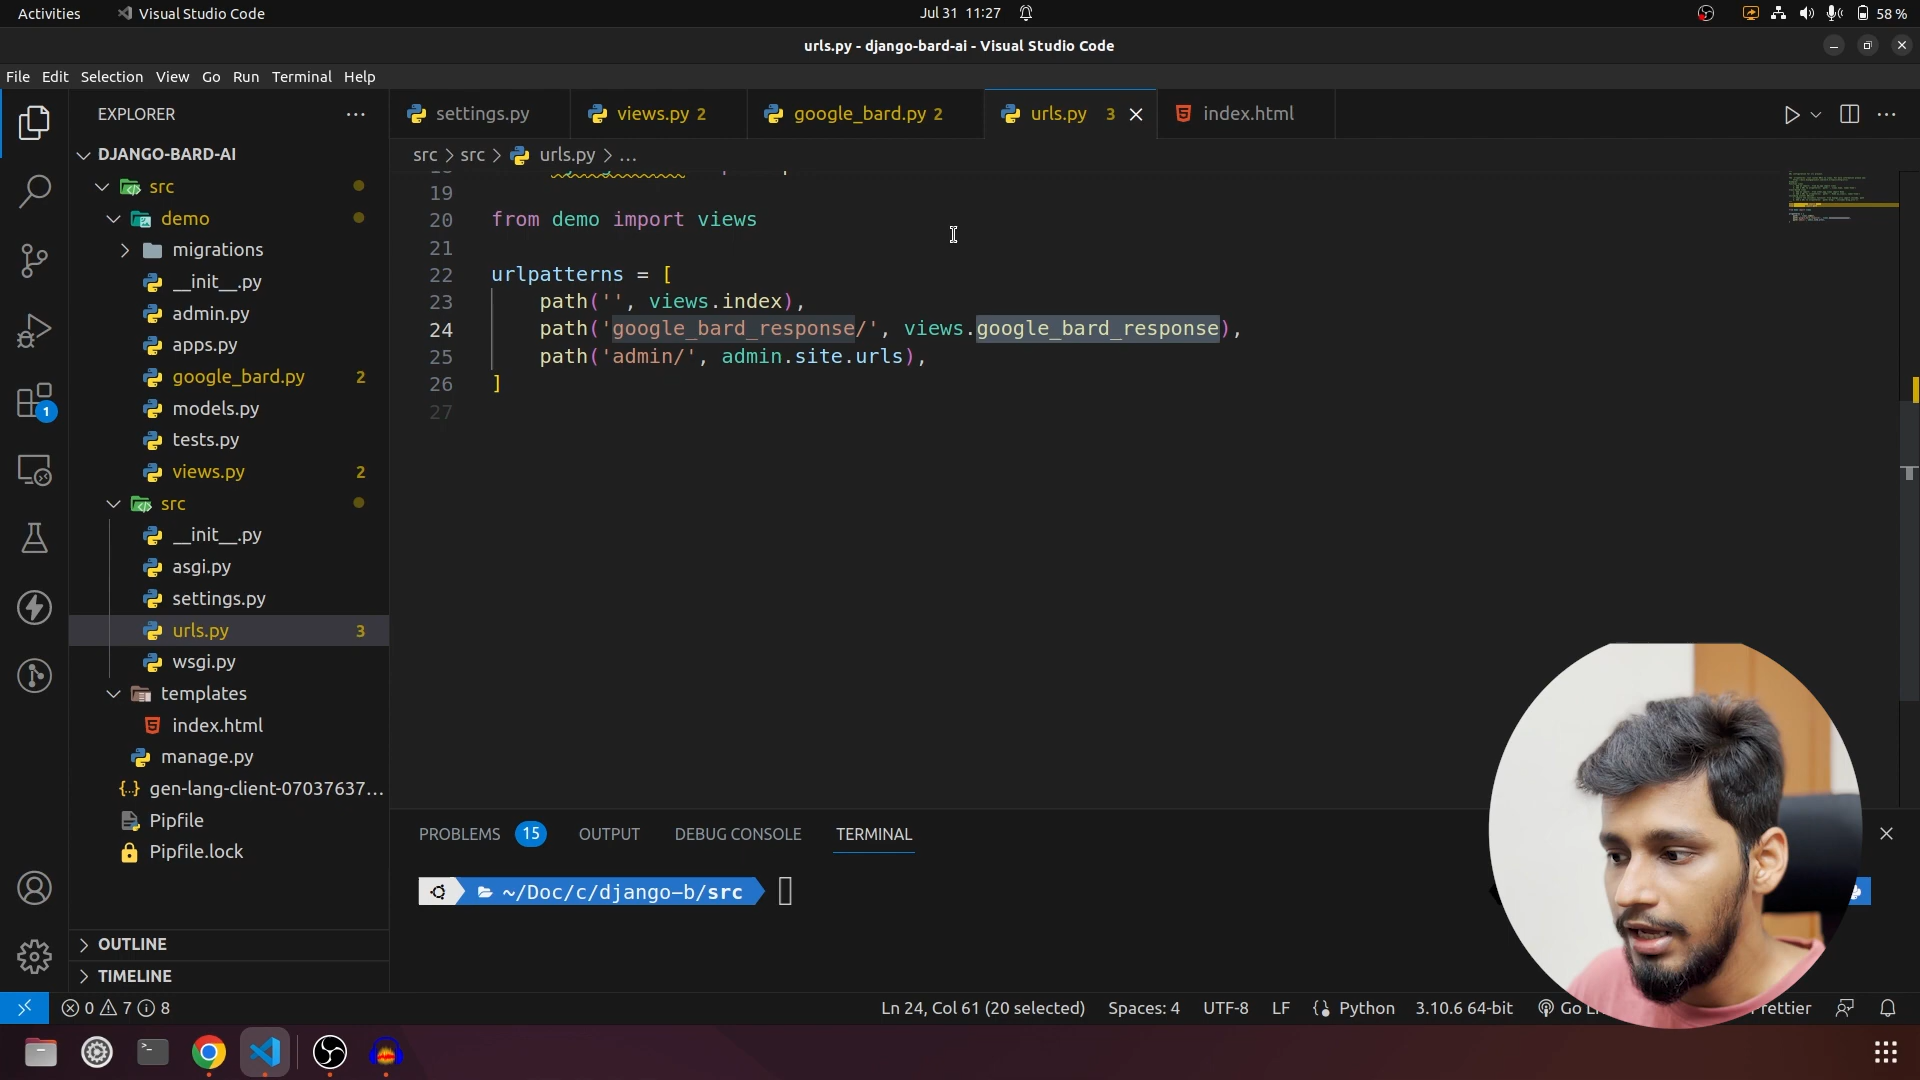 Activities
Visual Studio Code
Jul 31 11:27
58 %
urls.py - django-bard-ai - Visual Studio Code
File Edit Selection View Go Run Terminal Help
EXPLORER
settings.py
views.py 2
google_bard.py 2
urls.py 3
index.html
DJANGO-BARD-AI
src > src > urls.py > ...
src
demo
migrations
__init__.py
admin.py
apps.py
google_bard.py 2
models.py
tests.py
views.py 2
src
__init__.py
asgi.py
settings.py
urls.py 3
wsgi.py
templates
index.html
manage.py
gen-lang-client-07037637...
Pipfile
Pipfile.lock
OUTLINE
TIMELINE
1
19
20 from demo import views
21
22 urlpatterns = [
23 path('', views.index),
24 path('google_bard_response/', views.google_bard_response),
25 path('admin/', admin.site.urls),
26 ]
27
PROBLEMS 15 OUTPUT DEBUG CONSOLE TERMINAL
~/Doc/c/django-b/src
0 7 8
Ln 24, Col 61 (20 selected) Spaces: 4 UTF-8 LF Python 3.10.6 64-bit Go